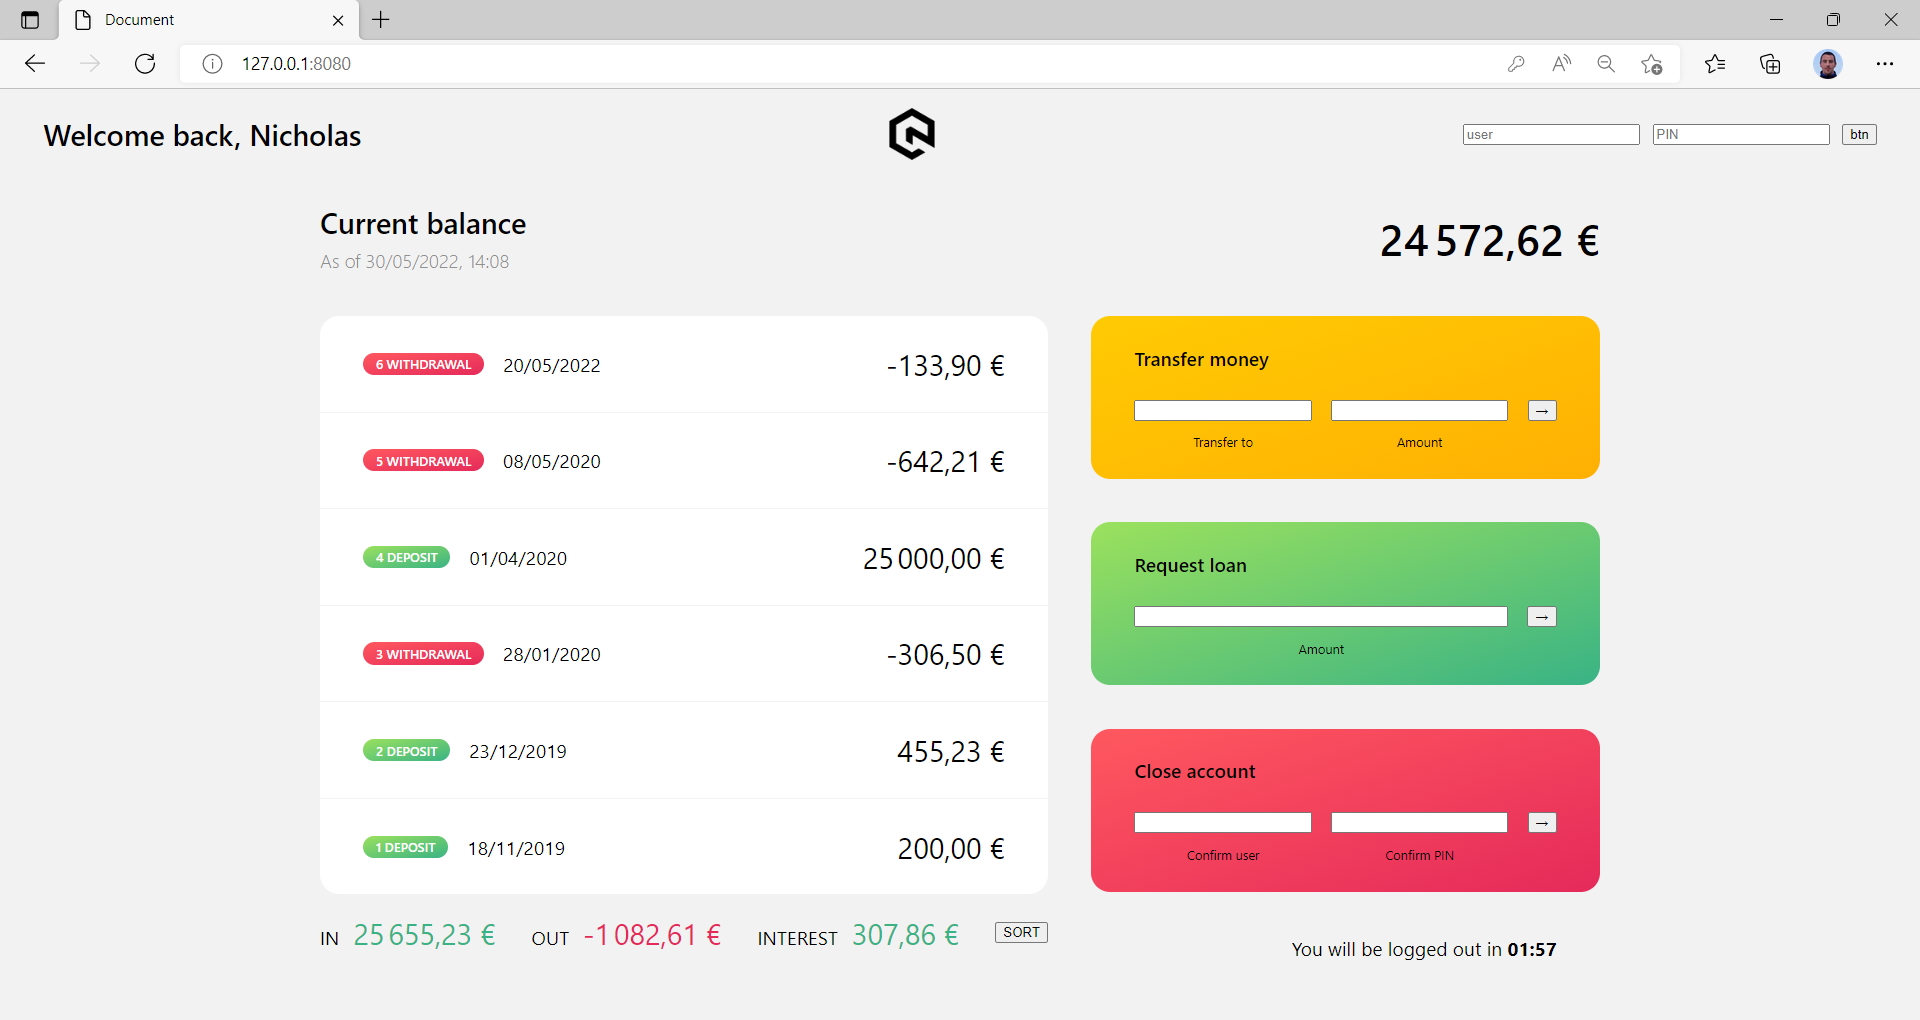 Document
127.0.0.1:8080
Welcome back, Nicholas
user PIN btn
Current balance
As of 30/05/2022, 14:08
24 572,62 €
6 WITHDRAWAL 20/05/2022 -133,90 €
5 WITHDRAWAL 08/05/2020 -642,21 €
4 DEPOSIT 01/04/2020 25 000,00 €
3 WITHDRAWAL 28/01/2020 -306,50 €
2 DEPOSIT 23/12/2019 455,23 €
1 DEPOSIT 18/11/2019 200,00 €
IN 25 655,23 € OUT -1 082,61 € INTEREST 307,86 € SORT
Transfer money
→
Transfer to Amount
Request loan
→
Amount
Close account
→
Confirm user Confirm PIN
You will be logged out in 01:57